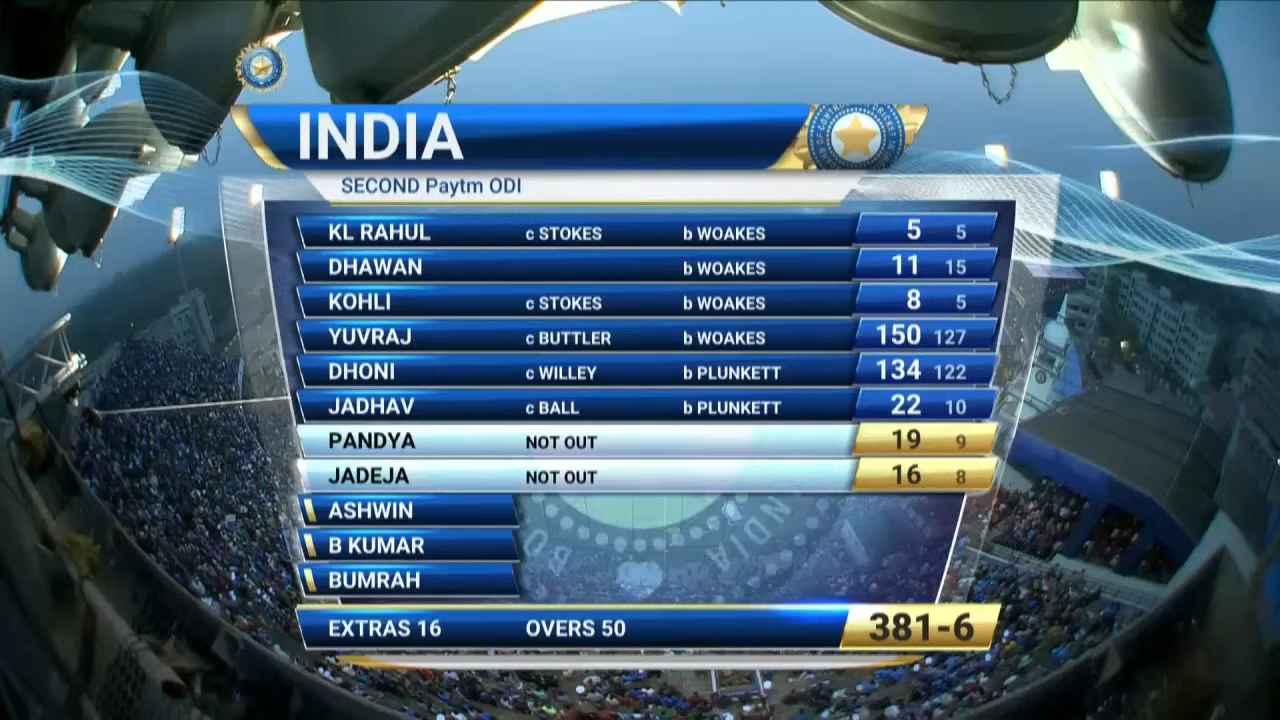 INDIA
SECOND Paytm ODI
KL RAHUL c STOKES b WOAKES 5 5
DHAWAN b WOAKES 11 15
KOHLI c STOKES b WOAKES 8 5
YUVRAJ c BUTTLER b WOAKES 150 127
DHONI c WILLEY b PLUNKETT 134 122
JADHAV c BALL b PLUNKETT 22 10
PANDYA NOT OUT 19 9
JADEJA NOT OUT 16 8
ASHWIN
B KUMAR
BUMRAH
EXTRAS 16 OVERS 50 381-6